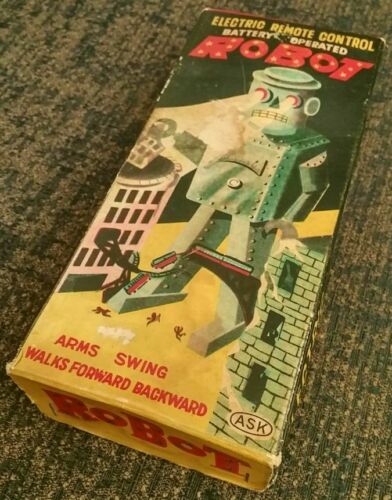 ELECTRIC REMOTE CONTROL
BATTERY OPERATED
ROBOT
ARMS SWING
WALKS FORWARD BACKWARD
ASK
ROBOT